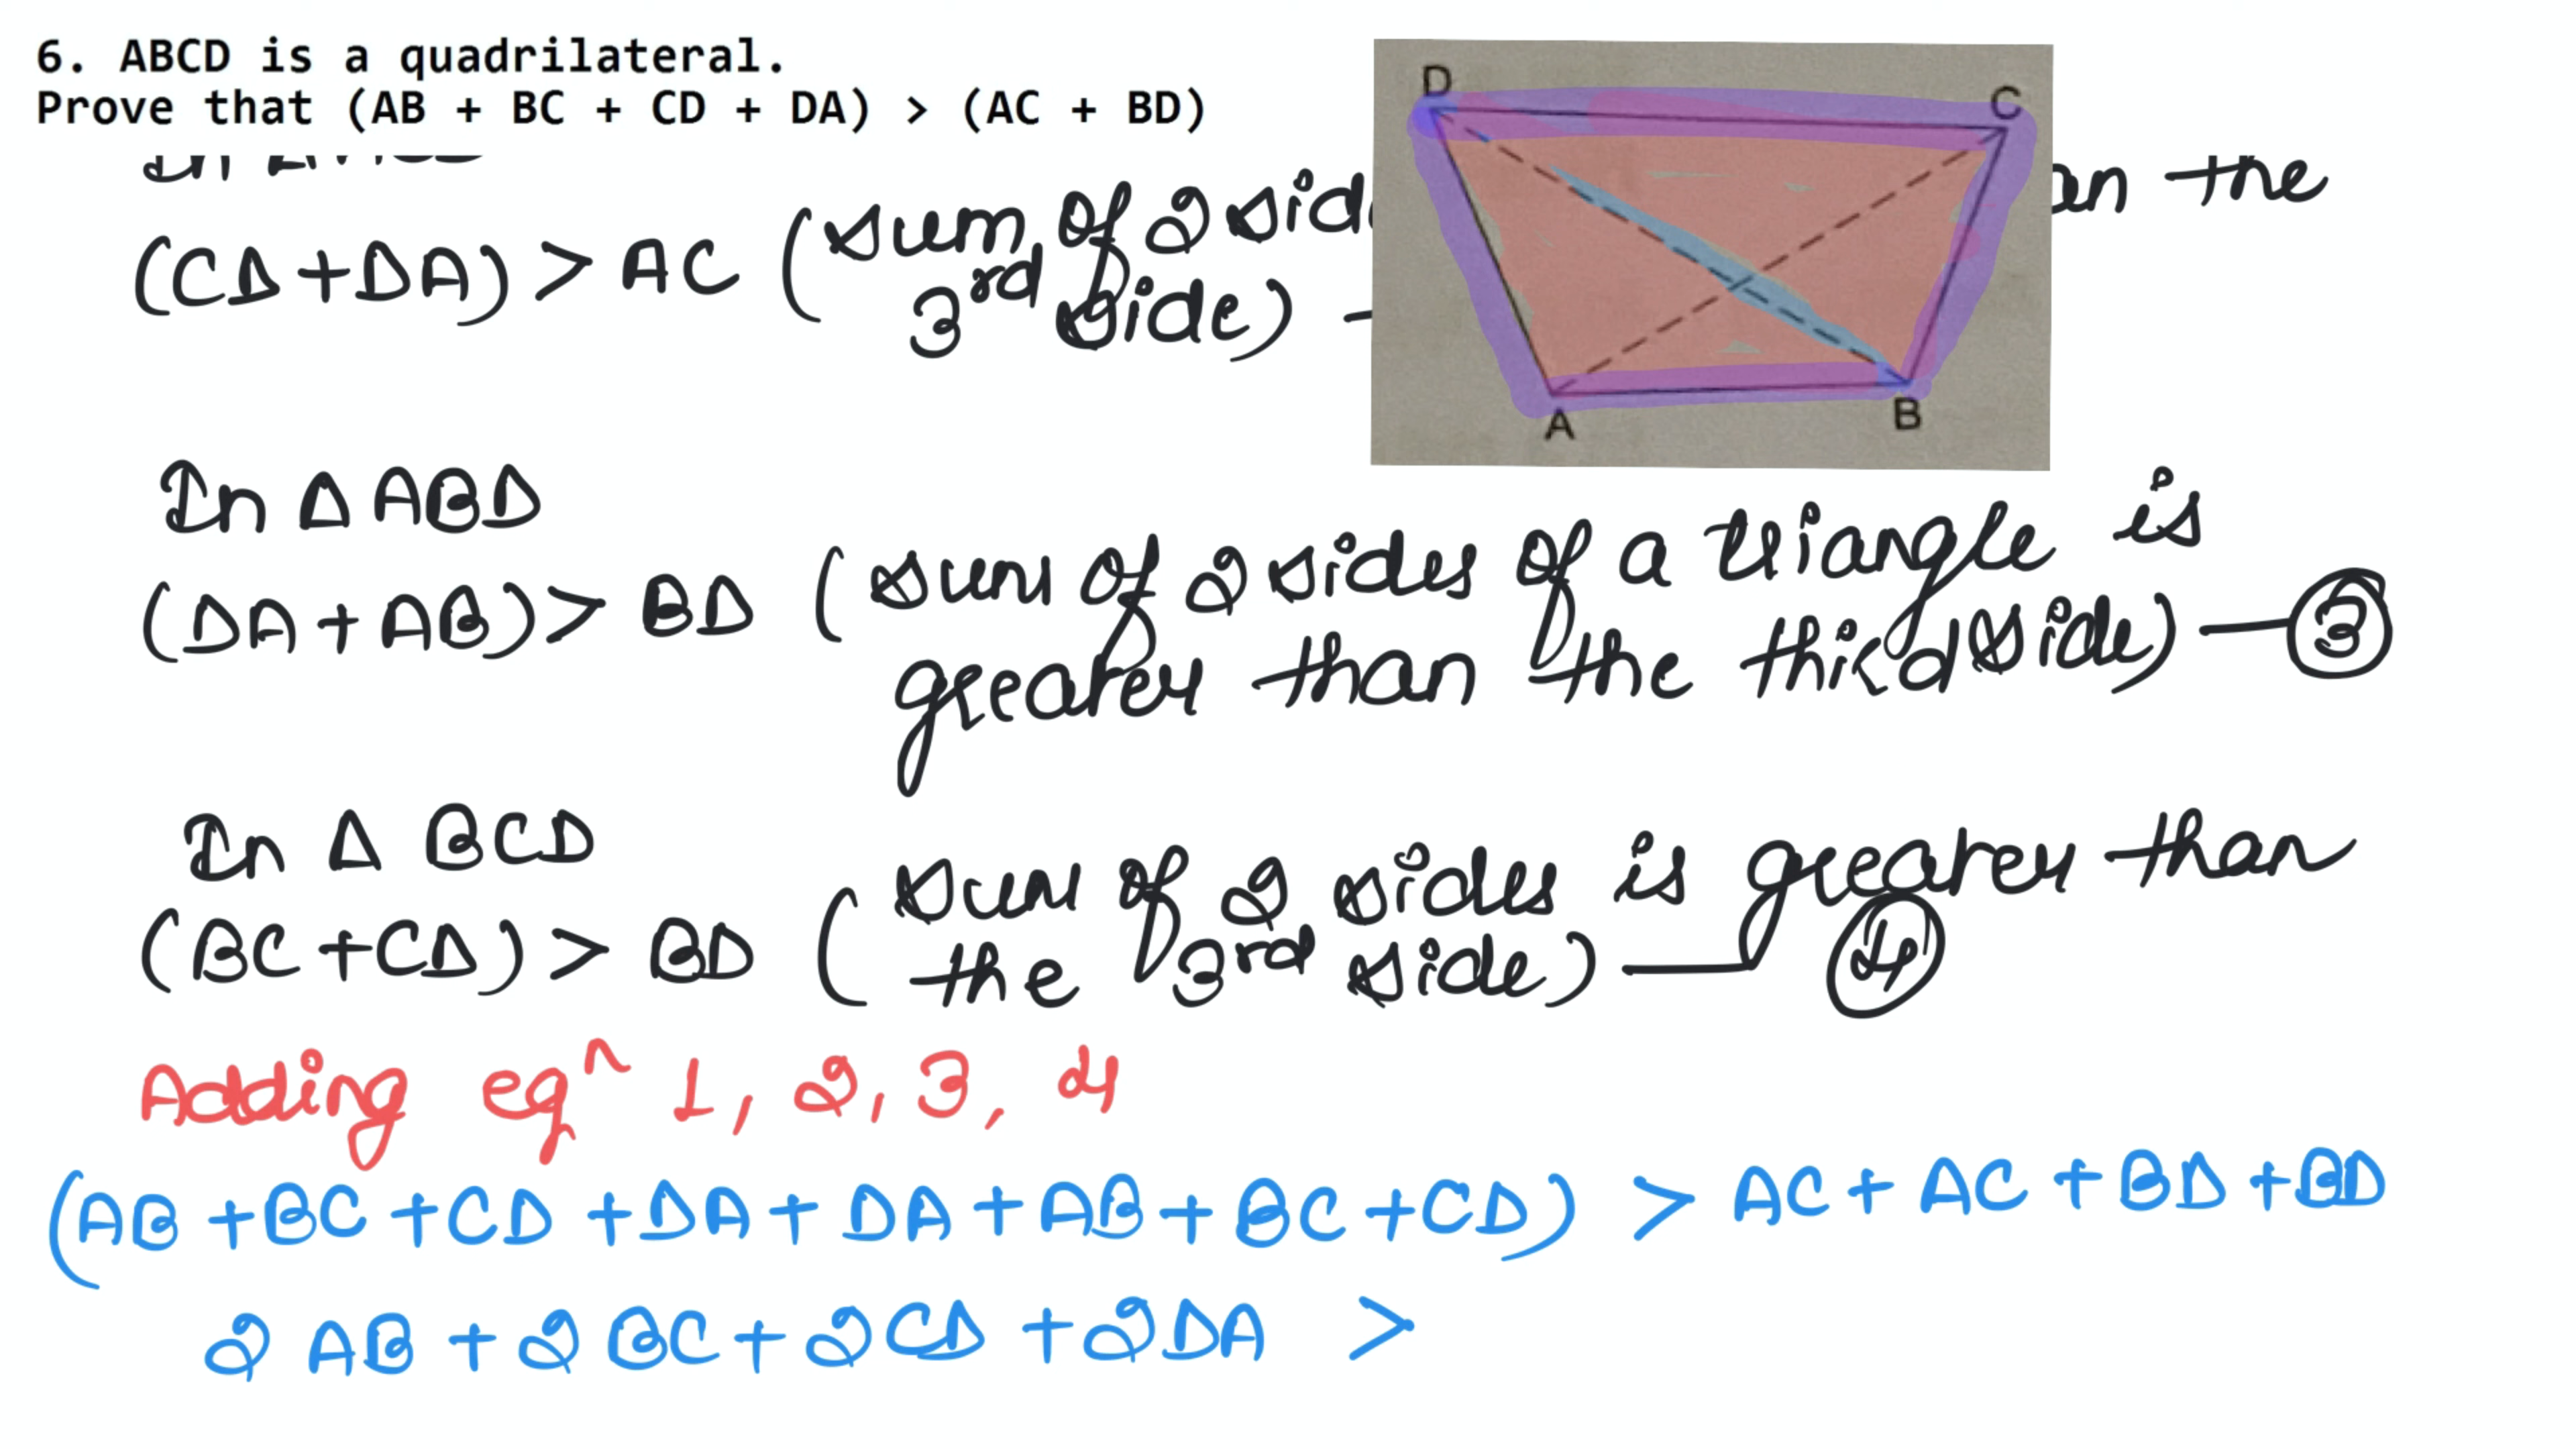 6. ABCD is a quadrilateral.
Prove that (AB + BC + CD + DA) > (AC + BD)
D
C
A
B
(CD+DA) > AC (sum of 2 an the
3rd side) -
In Δ ABD
(DA+AB) > BD (sum of 2 sides of a triangle is
greater than the third side) — 3
In Δ BCD
(BC+CD) > BD (sum of 2 sides is greater than
the 3rd side) — 4
Adding eqn 1, 2, 3, 4
(AB +BC +CD +DA + DA +AB + BC +CD) > AC + AC + BD +BD
2 AB + 2 BC + 2 CD + 2 DA >